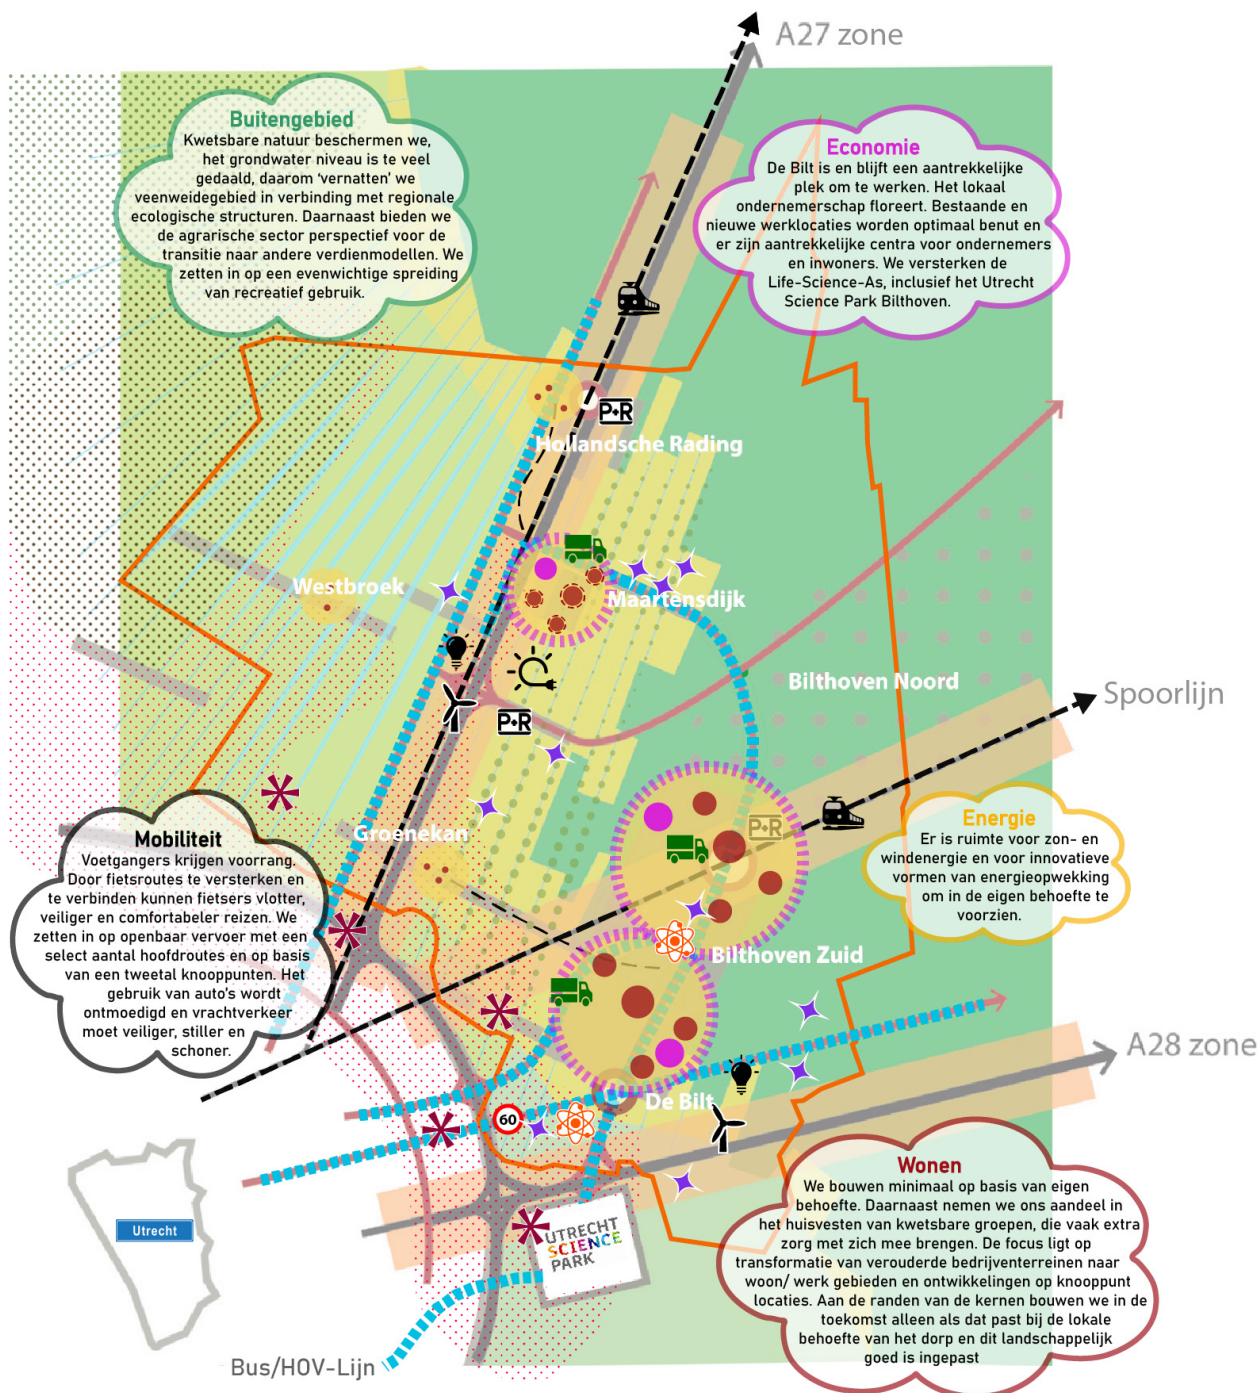 A27 zone
Buitengebied
Kwetsbare natuur beschermen we,
het grondwater niveau is te veel
gedaald, daarom ‘vernatten’ we
veenweidegebied in verbinding met regionale
ecologische structuren. Daarnaast bieden we
de agrarische sector perspectief voor de
transitie naar andere verdienmodellen. We
zetten in op een evenwichtige spreiding
van recreatief gebruik.
Economie
De Bilt is en blijft een aantrekkelijke
plek om te werken. Het lokaal
ondernemerschap floreert. Bestaande en
nieuwe werklocaties worden optimaal benut en
er zijn aantrekkelijke centra voor ondernemers
en inwoners. We versterken de
Life-Science-As, inclusief het Utrecht
Science Park Bilthoven.
P+R
Hollandsche Rading
Westbroek
Maartensdijk
Bilthoven Noord
Spoorlijn
P+R
Groenekan
P+R
Mobiliteit
Voetgangers krijgen voorrang.
Door fietsroutes te versterken en
te verbinden kunnen fietsers vlotter,
veiliger en comfortabeler reizen. We
zetten in op openbaar vervoer met een
select aantal hoofdroutes en op basis
van een tweetal knooppunten. Het
gebruik van auto's wordt
ontmoedigd en vrachtverkeer
moet veiliger, stiller en
schoner.
Energie
Er is ruimte voor zon- en
windenergie en voor innovatieve
vormen van energieopwekking
om in de eigen behoefte te
voorzien.
Bilthoven Zuid
A28 zone
De Bilt
60
Utrecht
UTRECHT
SCIENCE
PARK
Wonen
We bouwen minimaal op basis van eigen
behoefte. Daarnaast nemen we ons aandeel in
het huisvesten van kwetsbare groepen, die vaak extra
zorg met zich mee brengen. De focus ligt op
transformatie van verouderde bedrijventerreinen naar
woon/ werk gebieden en ontwikkelingen op knooppunt
locaties. Aan de randen van de kernen bouwen we in de
toekomst alleen als dat past bij de lokale
behoefte van het dorp en dit landschappelijk
goed is ingepast
Bus/HOV-Lijn